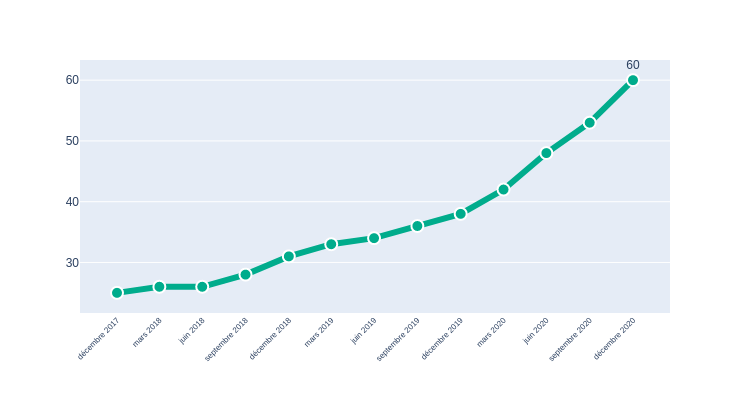 60
60
50
40
30
décembre 2017
mars 2018
juin 2018
septembre 2018
décembre 2018
mars 2019
juin 2019
septembre 2019
décembre 2019
mars 2020
juin 2020
septembre 2020
décembre 2020